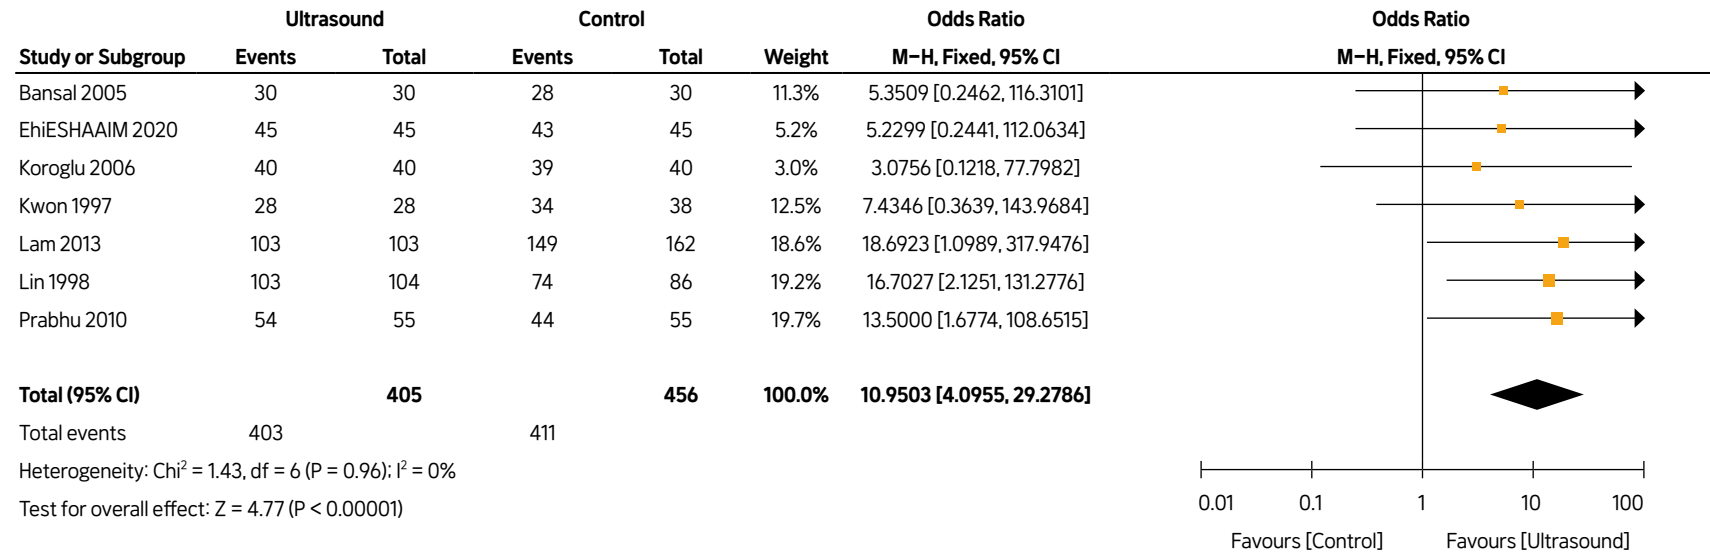 Ultrasound Control Odds Ratio Odds Ratio
Study or Subgroup Events Total Events Total Weight M-H, Fixed, 95% CI M-H, Fixed, 95% CI
Bansal 2005 30 30 28 30 11.3% 5.3509 [0.2462, 116.3101]
EhiESHAAIM 2020 45 45 43 45 5.2% 5.2299 [0.2441, 112.0634]
Koroglu 2006 40 40 39 40 3.0% 3.0756 [0.1218, 77.7982]
Kwon 1997 28 28 34 38 12.5% 7.4346 [0.3639, 143.9684]
Lam 2013 103 103 149 162 18.6% 18.6923 [1.0989, 317.9476]
Lin 1998 103 104 74 86 19.2% 16.7027 [2.1251, 131.2776]
Prabhu 2010 54 55 44 55 19.7% 13.5000 [1.6774, 108.6515]
Total (95% CI) 405 456 100.0% 10.9503 [4.0955, 29.2786]
Total events 403 411
Heterogeneity: Chi² = 1.43, df = 6 (P = 0.96); I² = 0%
Test for overall effect: Z = 4.77 (P < 0.00001)
0.01 0.1 1 10 100
Favours [Control] Favours [Ultrasound]